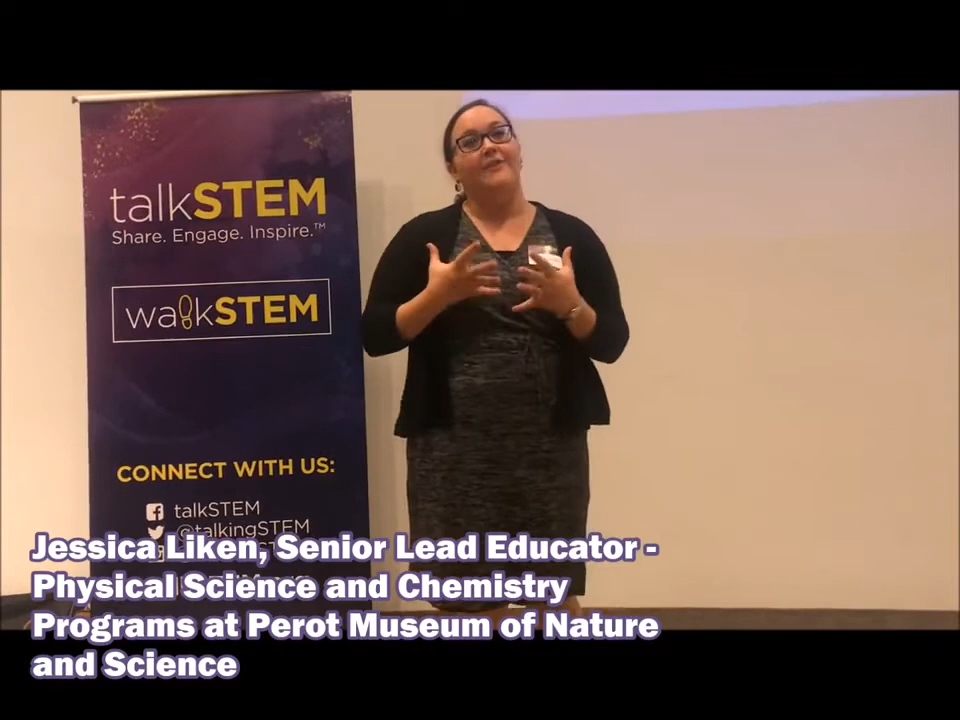 talkSTEM
Share. Engage. Inspire.™
walkSTEM
CONNECT WITH US:
talkSTEM
@talkingSTEM
Jessica Liken, Senior Lead Educator -
Physical Science and Chemistry
Programs at Perot Museum of Nature
and Science